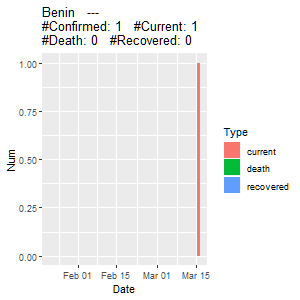 Benin --- 
#Confirmed: 1 #Current: 1
#Death: 0 #Recovered: 0
1.00
0.75
0.50
0.25
0.00
Num
Feb 01 Feb 15 Mar 01 Mar 15
Date
Type
current
death
recovered